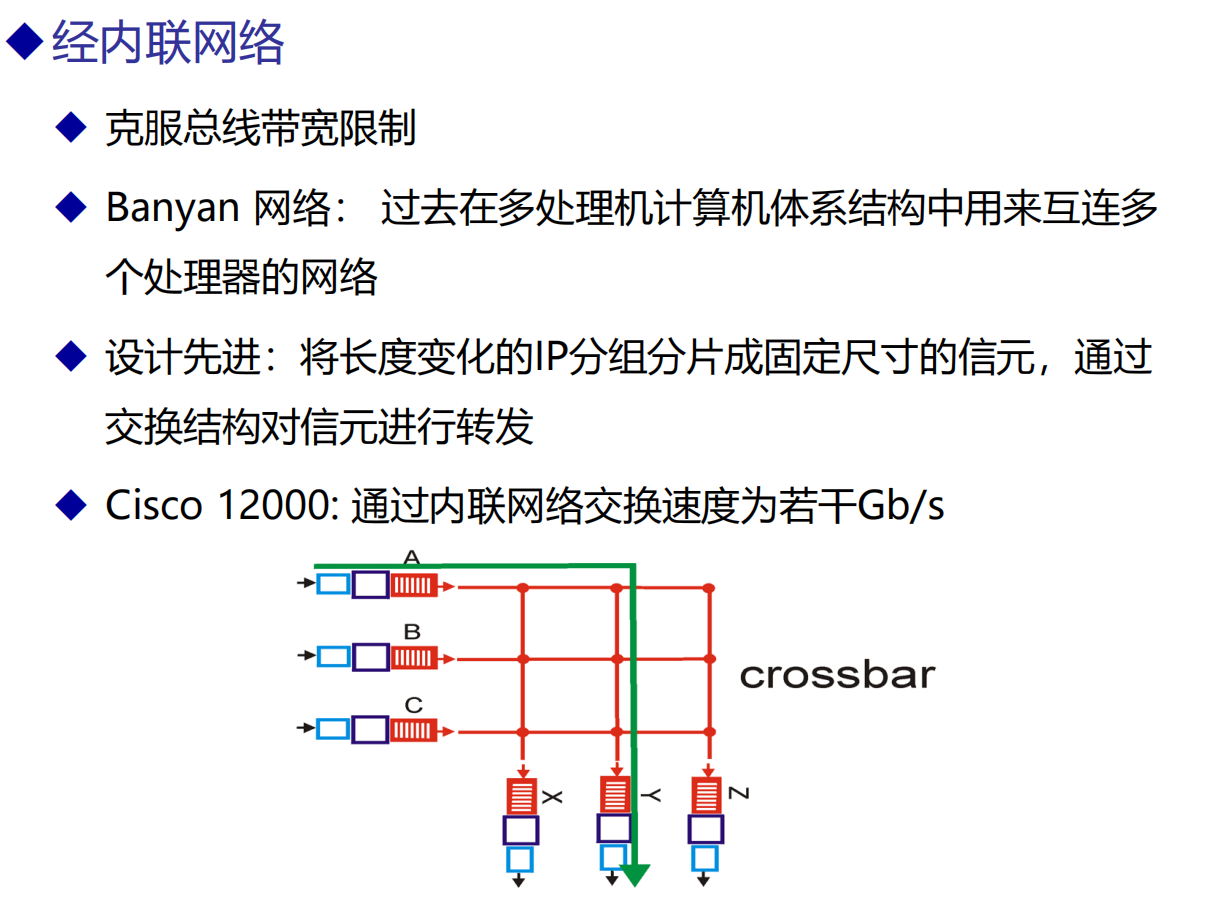 经内联网络
克服总线带宽限制
Banyan 网络： 过去在多处理机计算机体系结构中用来互连多
个处理器的网络
设计先进：将长度变化的IP分组分片成固定尺寸的信元，通过
交换结构对信元进行转发
Cisco 12000: 通过内联网络交换速度为若干Gb/s
A
B
crossbar
C
X
Y
Z